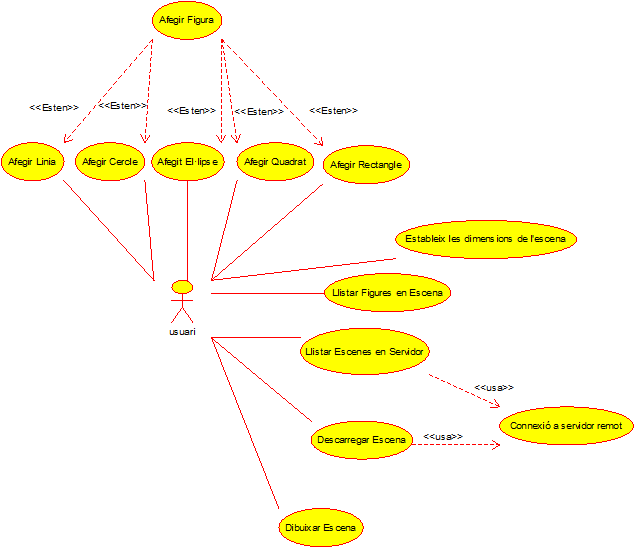 Afegir Figura
<<Esten>>
<<Esten>>
<<Esten>>
<<Esten>>
<<Esten>>
Afegir Linia
Afegir Cercle
Afegit El·lipse
Afegir Quadrat
Afegir Rectangle
Estableix les dimensions de l'escena
Llistar Figures en Escena
usuari
Llistar Escenes en Servidor
<<usa>>
Connexió a servidor remot
Descarregar Escena
<<usa>>
Dibuixar Escena